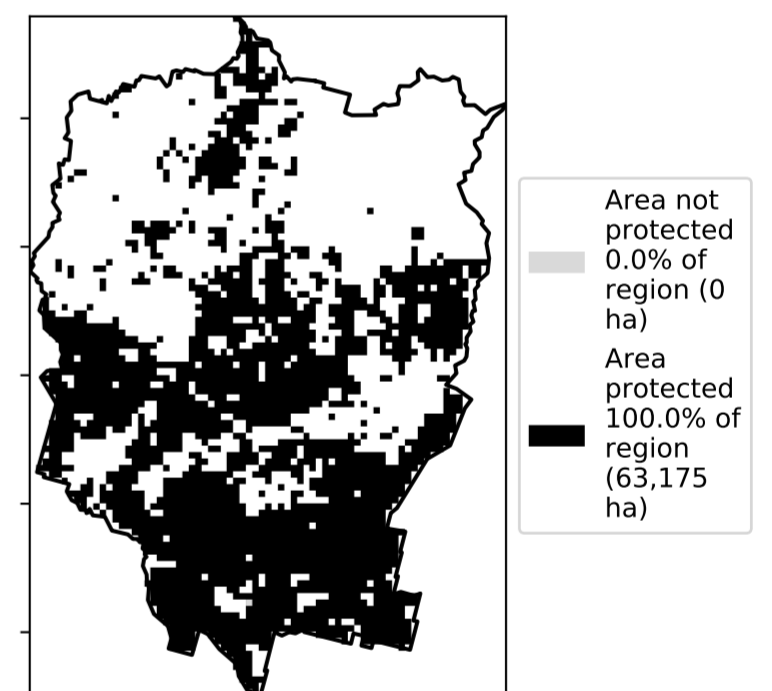 Area not
protected
0.0% of
region (0
ha)
Area
protected
100.0% of
region
(63,175
ha)